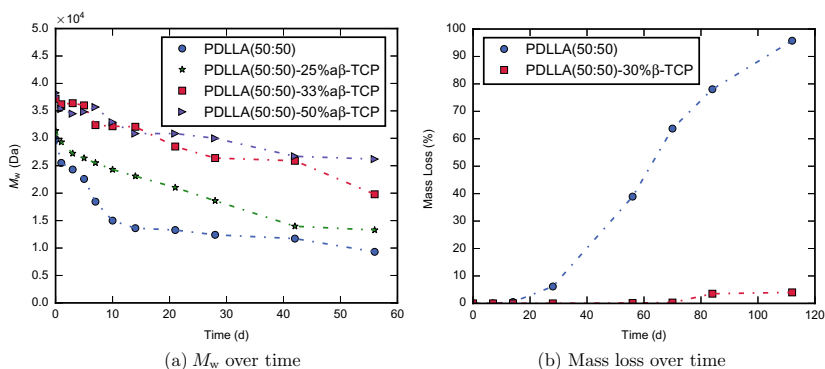 ×10⁴
5.0
4.5
4.0
3.5
3.0
2.5
2.0
1.5
1.0
0.5
0.0
M_w (Da)
PDLLA(50:50)
PDLLA(50:50)-25%aβ-TCP
PDLLA(50:50)-33%aβ-TCP
PDLLA(50:50)-50%aβ-TCP
0 10 20 30 40 50 60
Time (d)
(a) M_w over time
100
90
80
70
60
50
40
30
20
10
0
Mass Loss (%)
PDLLA(50:50)
PDLLA(50:50)-30%β-TCP
0 20 40 60 80 100 120
Time (d)
(b) Mass loss over time